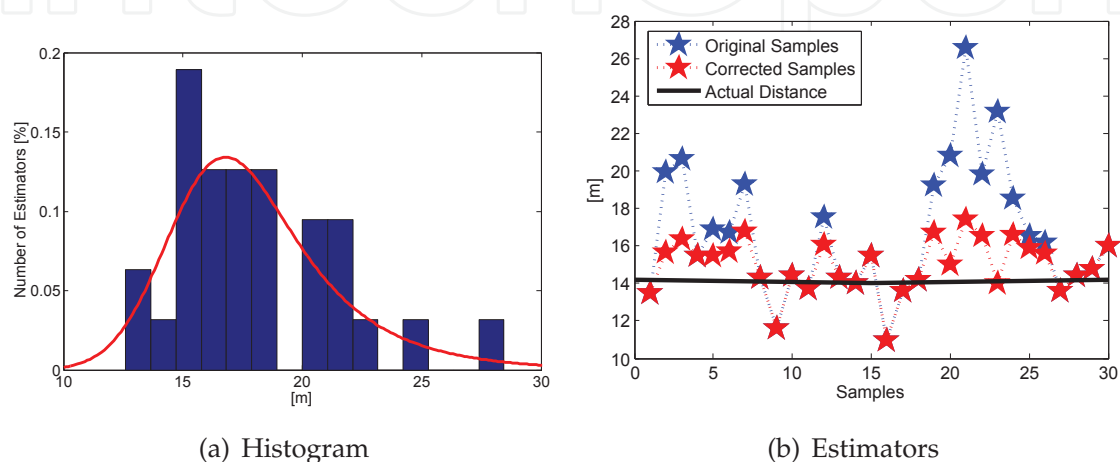 0.2
0.15
0.1
0.05
0
Number of Estimators [%]
10 15 20 25 30
[m]
(a) Histogram
28
26
24
22
20
18
16
14
12
10
[m]
Original Samples
Corrected Samples
Actual Distance
0 5 10 15 20 25 30
Samples
(b) Estimators